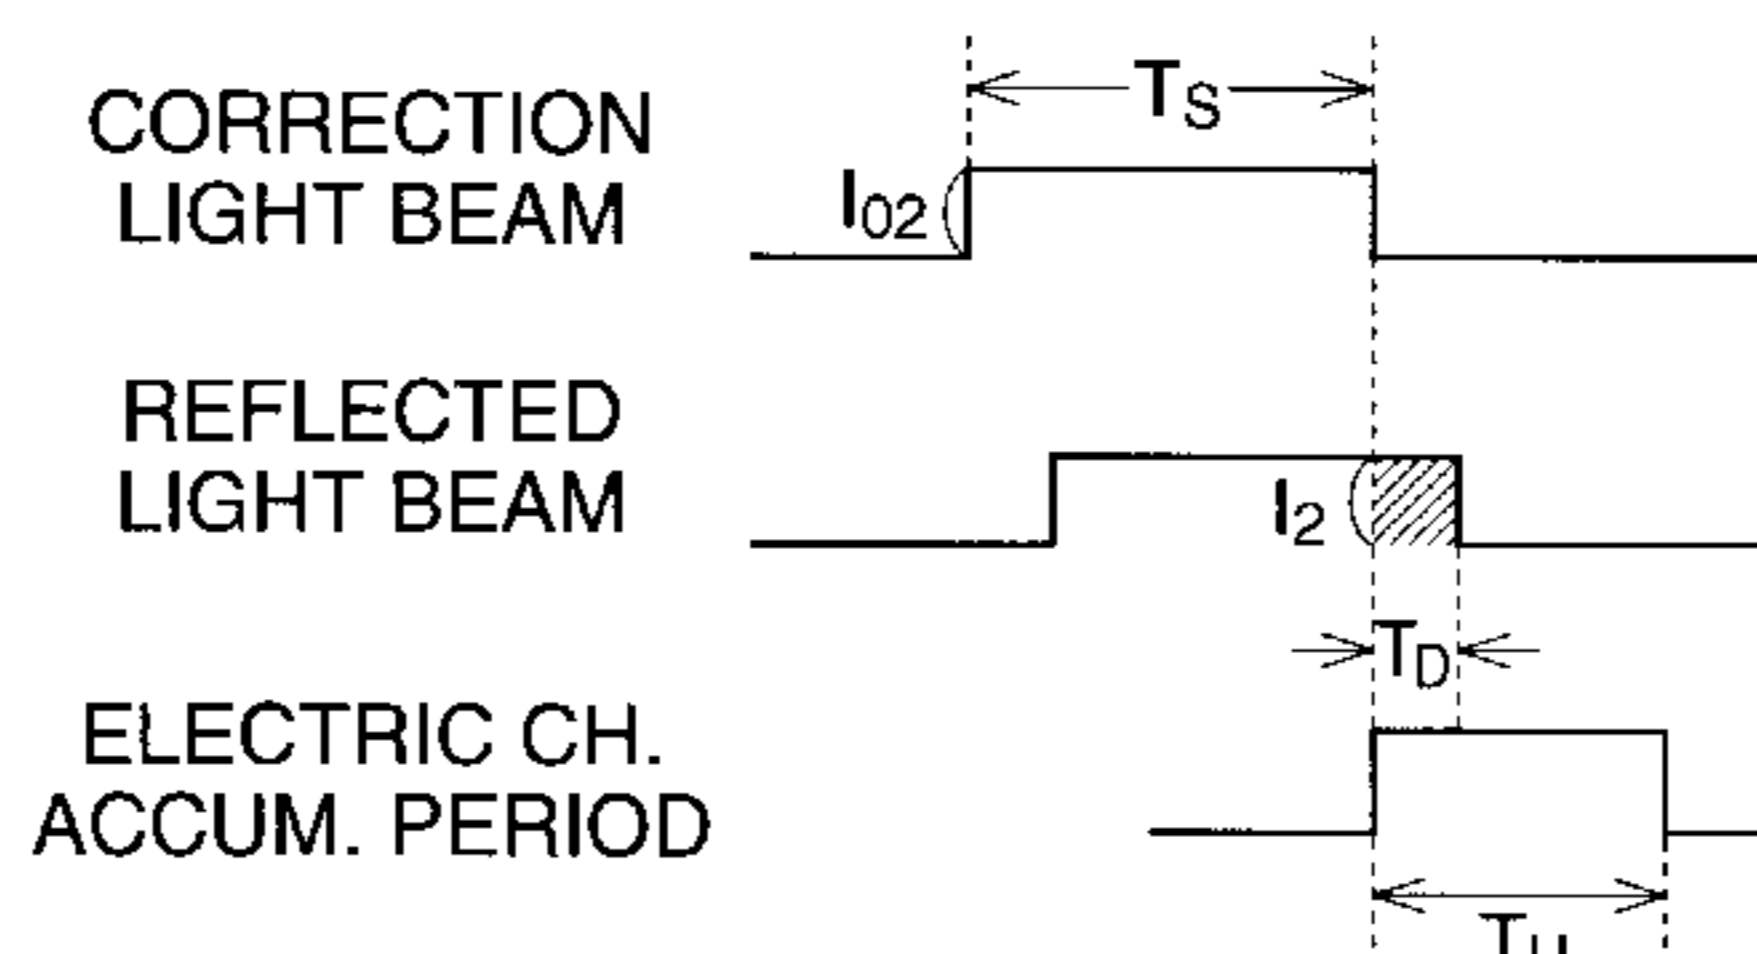 CORRECTION
LIGHT BEAM
TS
I02
REFLECTED
LIGHT BEAM
I2
TD
ELECTRIC CH.
ACCUM. PERIOD